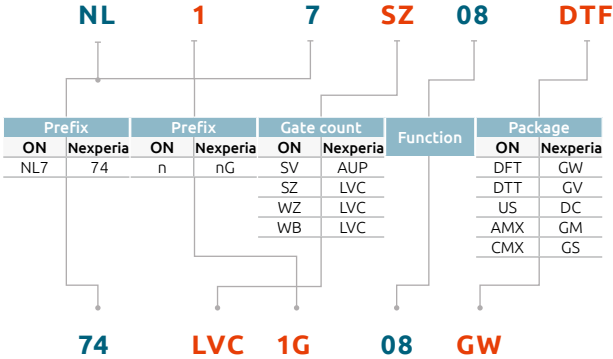 NL 1 7 SZ 08 DTF
Prefix Prefix Gate count Function Package
ON Nexperia ON Nexperia ON Nexperia ON Nexperia
NL7 74 n nG SV AUP DFT GW
SZ LVC DTT GV
WZ LVC US DC
WB LVC AMX GM
CMX GS
74 LVC 1G 08 GW